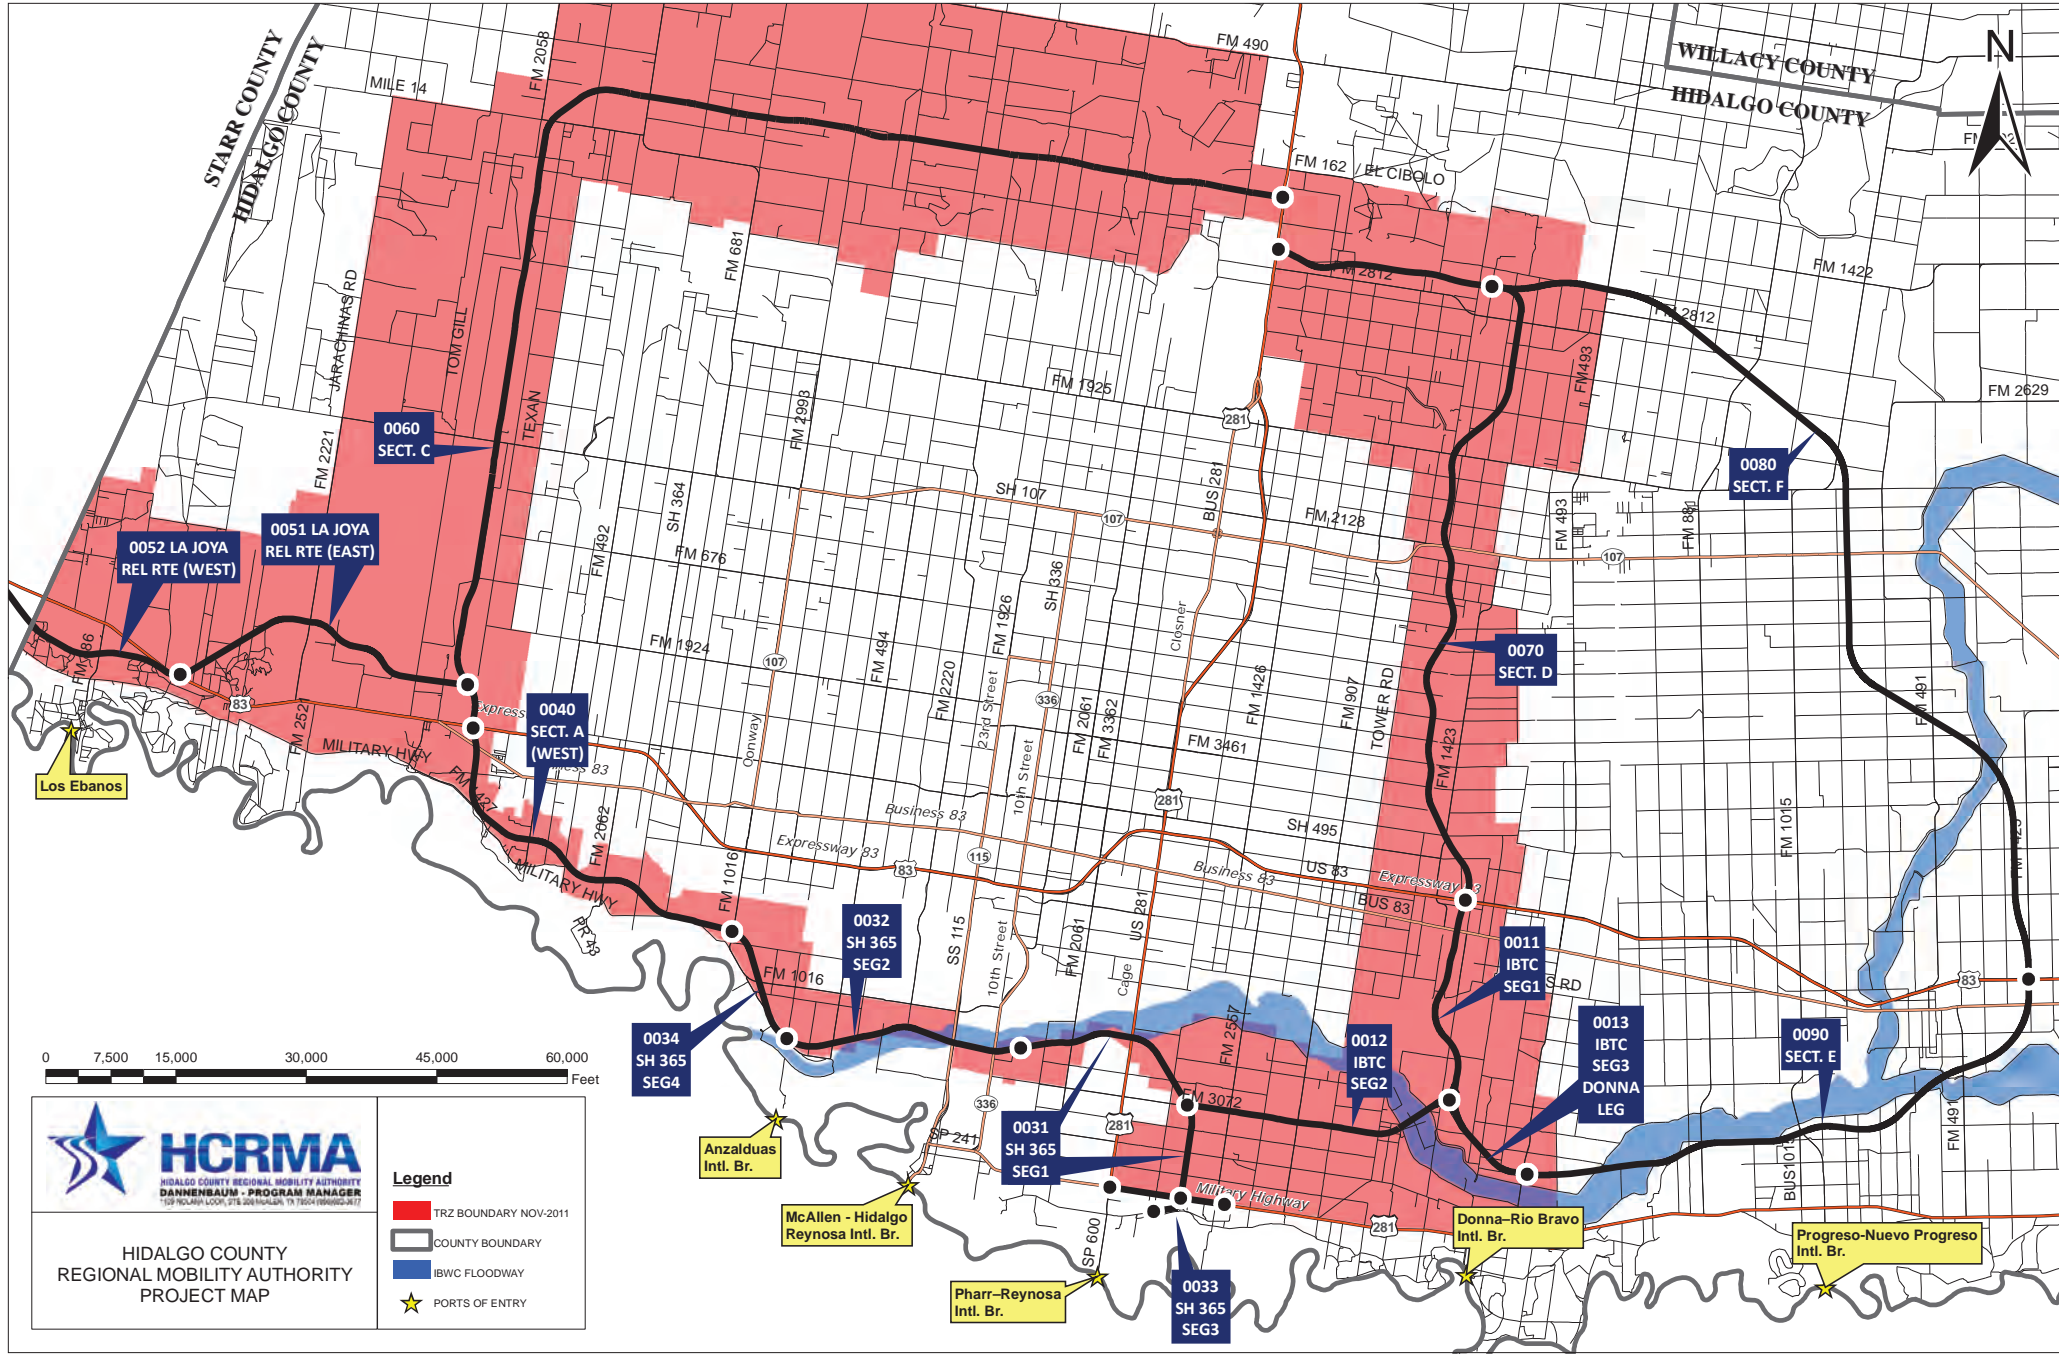 STARR COUNTY
HIDALGO COUNTY
WILLACY COUNTY
HIDALGO COUNTY
N
FM 490
FM 2058
MILE 14
FM 162 / EL CIBOLO
FM 1422
FM 681
FM 2812
FM 2812
JARACHINAS RD
TOM GILL
TEXAN
FM 2993
FM 1925
FM493
FM 2629
281
BUS 281
FM 2221
0060
SECT. C
0080
SECT. F
SH 107
107
FM 2128
SH 364
FM 492
FM 676
FM 493
FM 881
107
0052 LA JOYA
REL RTE (WEST)
0051 LA JOYA
REL RTE (EAST)
SH 336
FM 1926
Closner
FM 1924
FM 494
FM 2220
107
23rd Street
336
FM 2061
FM 3362
FM 1426
FM 907
TOWER RD
FM 1423
0070
SECT. D
FM 491
83
FM 2521
MILITARY HWY
FM 1427
0040
SECT. A
(WEST)
Conway
10th Street
FM 3461
281
Los Ebanos
FM 2062
MILITARY HWY
PR 43
FM 1016
Business 83
Expressway 83
83
115
SH 495
Business 83
US 83
BUS 83
FM 1015
0032
SH 365
SEG2
FM 1016
SS 115
10th Street
FM 2061
Cage
US 281
FM 2557
0011
IBTC
SEG1
83
0034
SH 365
SEG4
0012
IBTC
SEG2
0013
IBTC
SEG3
DONNA
LEG
0090
SECT. E
FM 3072
336
SP 241
281
0031
SH 365
SEG1
FM 491
BUS1015
Military Highway
281
Anzalduas
Intl. Br.
McAllen - Hidalgo
Reynosa Intl. Br.
SP 600
Pharr–Reynosa
Intl. Br.
0033
SH 365
SEG3
Donna–Rio Bravo
Intl. Br.
Progreso-Nuevo Progreso
Intl. Br.
0 7,500 15,000 30,000 45,000 60,000
Feet
HCRMA
HIDALGO COUNTY REGIONAL MOBILITY AUTHORITY
DANNENBAUM - PROGRAM MANAGER
HIDALGO COUNTY
REGIONAL MOBILITY AUTHORITY
PROJECT MAP
Legend
TRZ BOUNDARY NOV-2011
COUNTY BOUNDARY
IBWC FLOODWAY
PORTS OF ENTRY